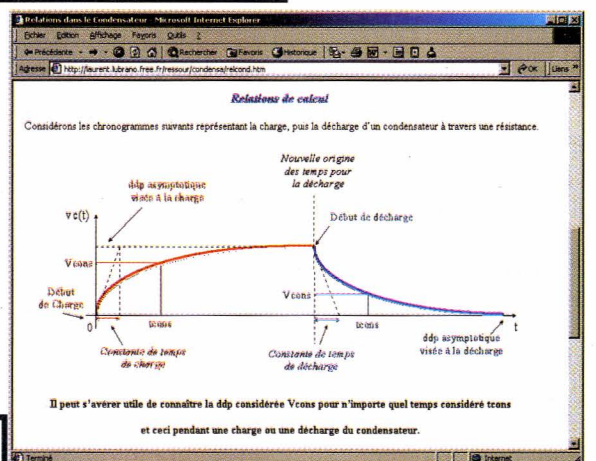 Relations dans le Condensateur - Microsoft Internet Explorer
Fichier Edition Affichage Favoris Outils ?
Précédente Rechercher Favoris Historique
Adresse http://laurent.lubrano.free.fr/ressour/condensa/relcond.htm OK Liens »
Relations de calcul
Considérons les chronogrammes suivants représentant la charge, puis la décharge d'un condensateur à travers une résistance.
Nouvelle origine
des temps pour
la décharge
ddp asymptotique
visée à la charge
Début de décharge
vc(t)
Vcons
Vcons
Début
de Charge
0
tcons
tcons
t
Constante de temps
de charge
Constante de temps
de décharge
ddp asymptotique
visée à la décharge
Il peut s'avérer utile de connaître la ddp considérée Vcons pour n'importe quel temps considéré tcons
et ceci pendant une charge ou une décharge du condensateur.
Terminé Internet